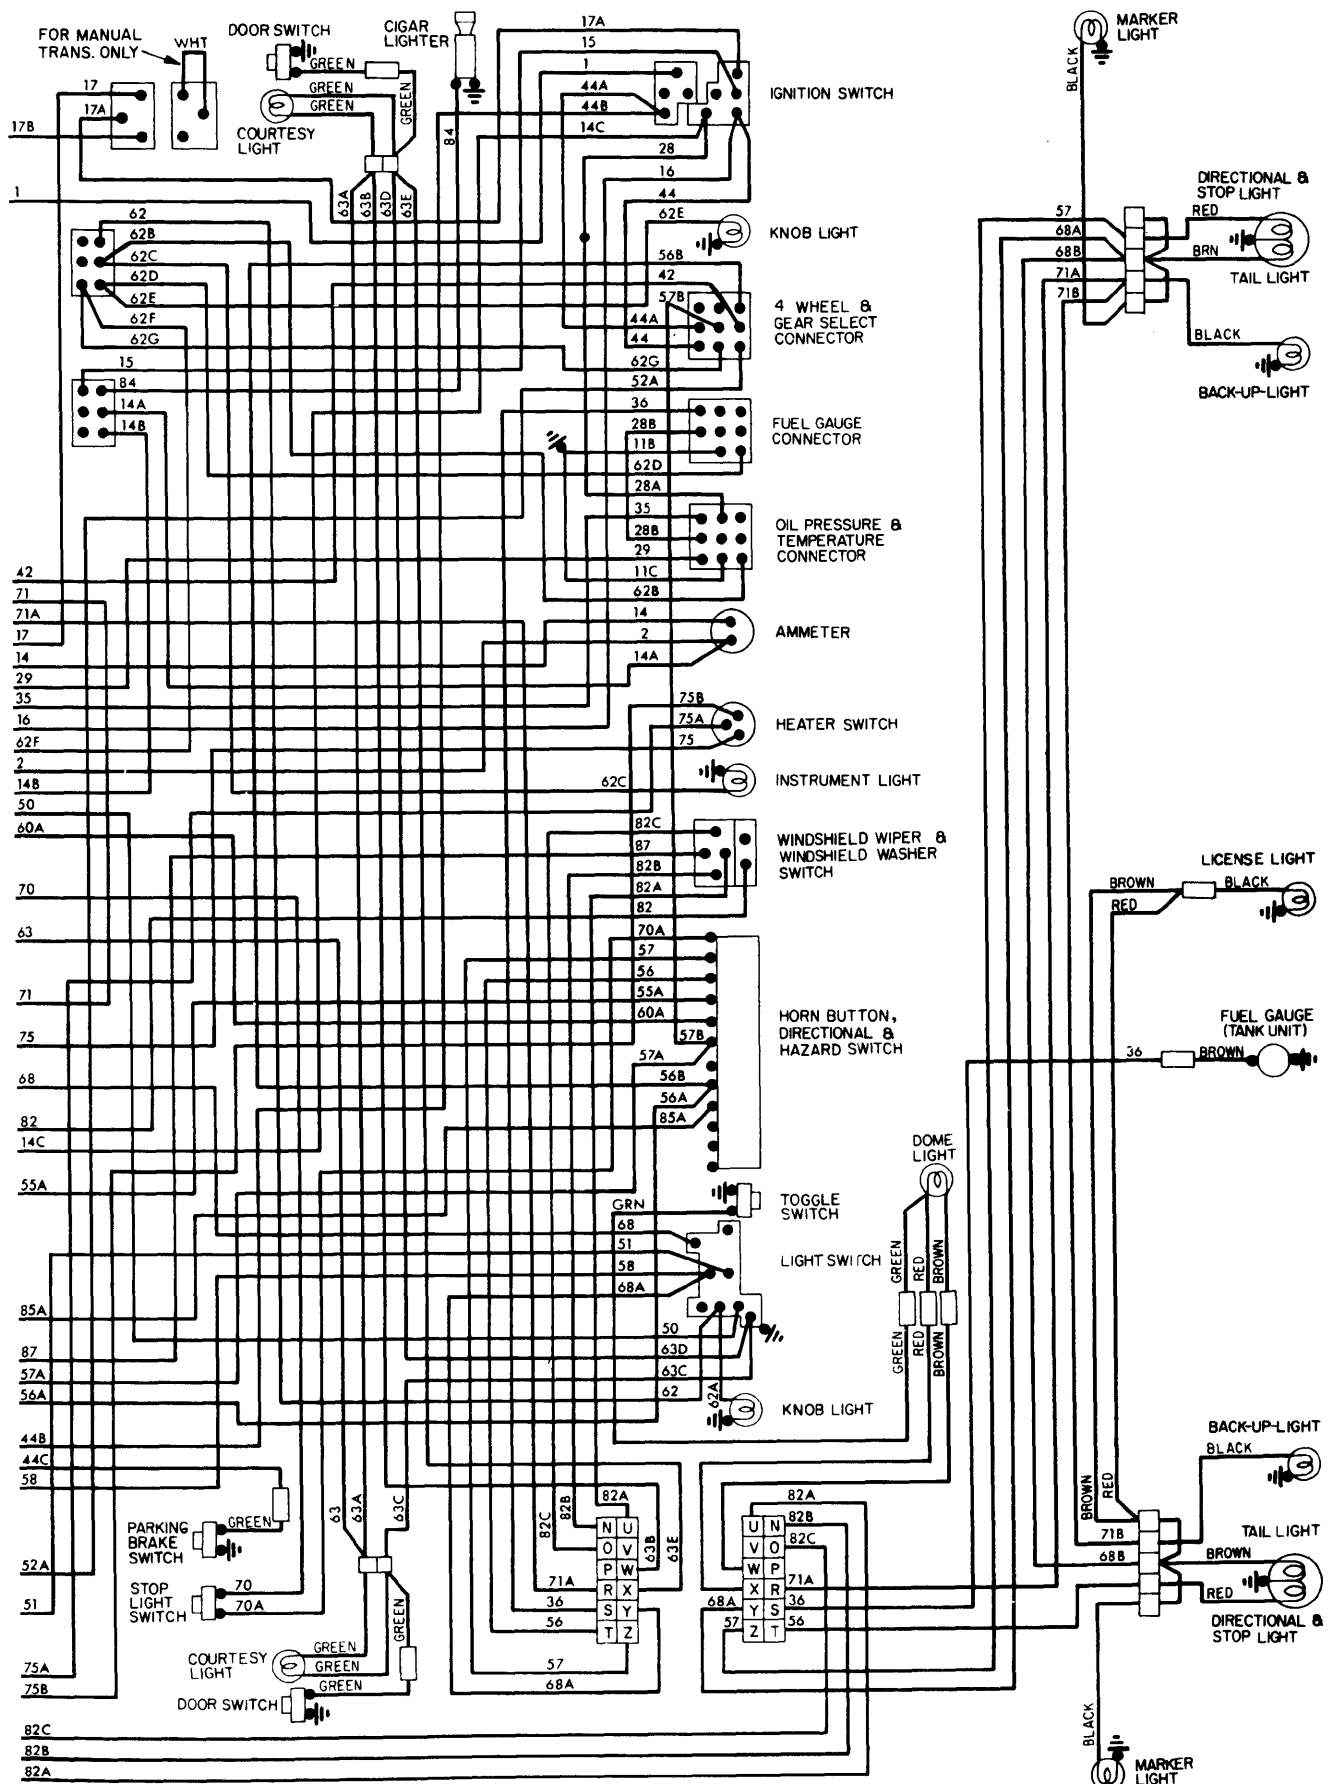 FOR MANUAL
TRANS. ONLY
WHT
DOOR SWITCH
GREEN
GREEN
GREEN
GREEN
COURTESY
LIGHT
CIGAR
LIGHTER
84
17
17A
17B
1
63A
63B
63D
63E
17A
15
1
44A
44B
14C
28
16
44
62E
IGNITION SWITCH
KNOB LIGHT
MARKER
LIGHT
BLACK
DIRECTIONAL &
STOP LIGHT
RED
BRN
TAIL LIGHT
57
68A
68B
71A
71B
BLACK
BACK-UP-LIGHT
62
62B
62C
62D
62E
62F
62G
15
84
14A
14B
56B
42
57B
44A
44
62G
52A
4 WHEEL &
GEAR SELECT
CONNECTOR
36
28B
11B
62D
FUEL GAUGE
CONNECTOR
28A
35
28B
29
11C
62B
OIL PRESSURE &
TEMPERATURE
CONNECTOR
14
2
14A
AMMETER
75B
75A
75
HEATER SWITCH
62C
INSTRUMENT LIGHT
82C
87
82B
82A
82
WINDSHIELD WIPER &
WINDSHIELD WASHER
SWITCH
70A
57
56
55A
60A
57B
57A
56B
56A
85A
HORN BUTTON,
DIRECTIONAL &
HAZARD SWITCH
GRN
TOGGLE
SWITCH
68
51
58
68A
LIGHT SWITCH
50
63D
63C
62
62A
KNOB LIGHT
42
71
71A
17
14
29
35
16
62F
2
14B
50
60A
70
63
71
75
68
82
14C
55A
85A
87
57A
56A
44B
44C
58
GREEN
PARKING
BRAKE
SWITCH
52A
STOP
LIGHT
SWITCH
70
70A
51
63
63A
63C
GREEN
COURTESY
LIGHT
GREEN
GREEN
GREEN
DOOR SWITCH
75A
75B
82C
82B
82A
82A
82B
82C
63B
63E
N U
O V
P W
R X
S Y
T Z
71A
36
56
57
68A
82A
82B
82C
U N
V O
W P
X R
Y S
Z T
71A
36
56
68A
57
DOME
LIGHT
GREEN
RED
BROWN
GREEN
RED
BROWN
LICENSE LIGHT
BROWN
BLACK
RED
FUEL GAUGE
(TANK UNIT)
36
BROWN
BACK-UP-LIGHT
BLACK
BROWN
RED
71B
68B
TAIL LIGHT
BROWN
RED
DIRECTIONAL &
STOP LIGHT
BLACK
MARKER
LIGHT